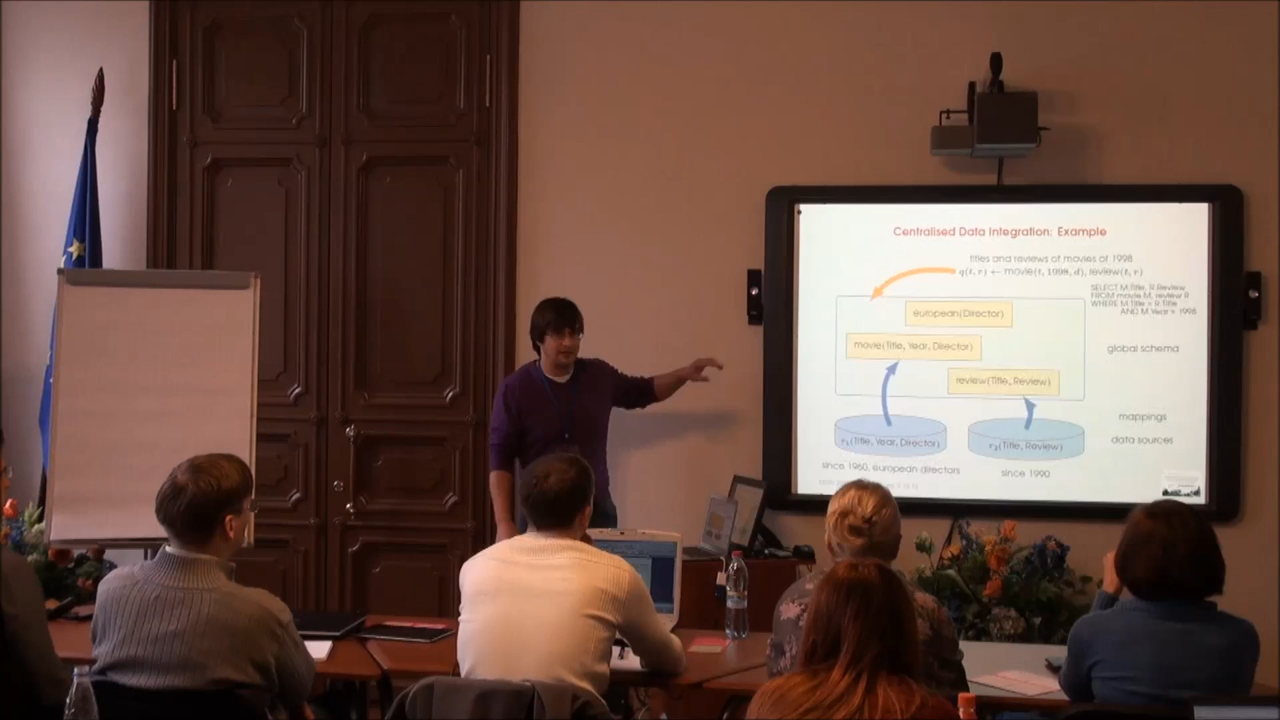 Centralised Data Integration: Example
titles and reviews of movies of 1998
q(t, r) ← movie(t, 1998, d), review(t, r)
SELECT M.Title, R.Review
FROM movie M, review R
WHERE M.Title = R.Title
AND M.Year = 1998
european(Director)
movie(Title, Year, Director)
global schema
review(Title, Review)
mappings
r₁(Title, Year, Director)
r₂(Title, Review)
data sources
since 1960, european directors
since 1990